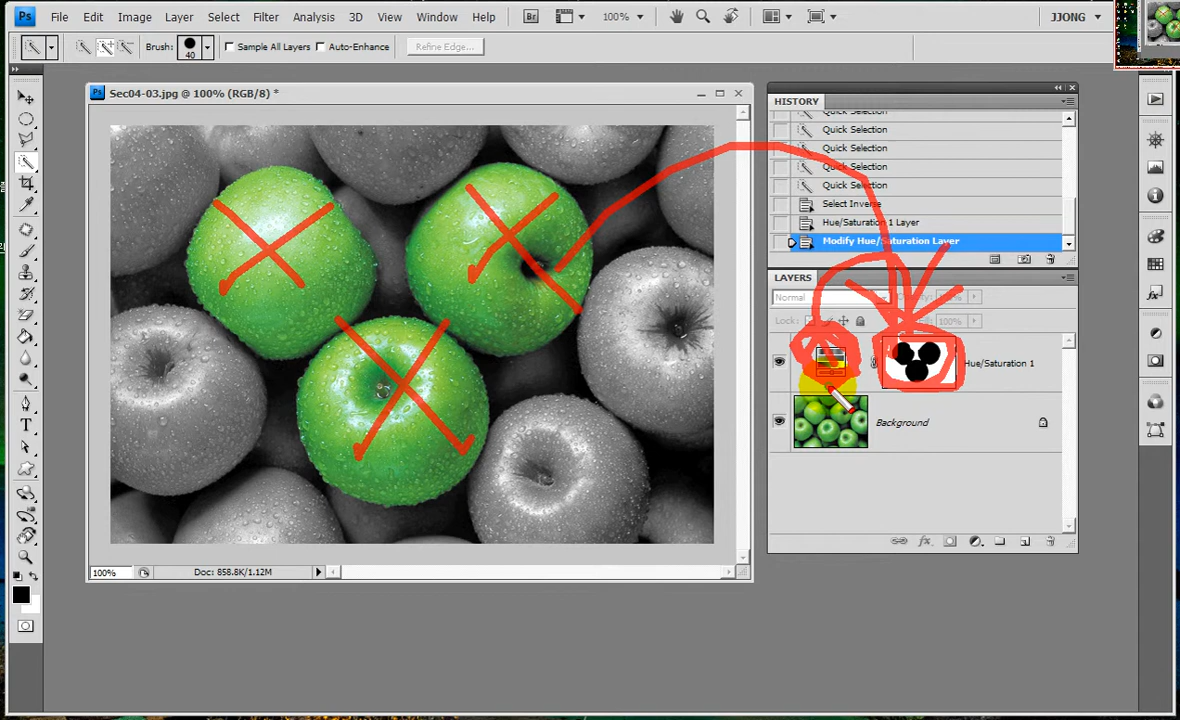 Ps File Edit Image Layer Select Filter Analysis 3D View Window Help Br 100% JJONG
Brush: 40 Sample All Layers Auto-Enhance Refine Edge...
Ps Sec04-03.jpg @ 100% (RGB/8) *
HISTORY
Quick Selection
Quick Selection
Quick Selection
Quick Selection
Quick Selection
Select Inverse
Hue/Saturation 1 Layer
Modify Hue/Saturation Layer
LAYERS
Normal 100%
Lock: 100%
Hue/Saturation 1
Background
100% Doc: 858.8K/1.12M